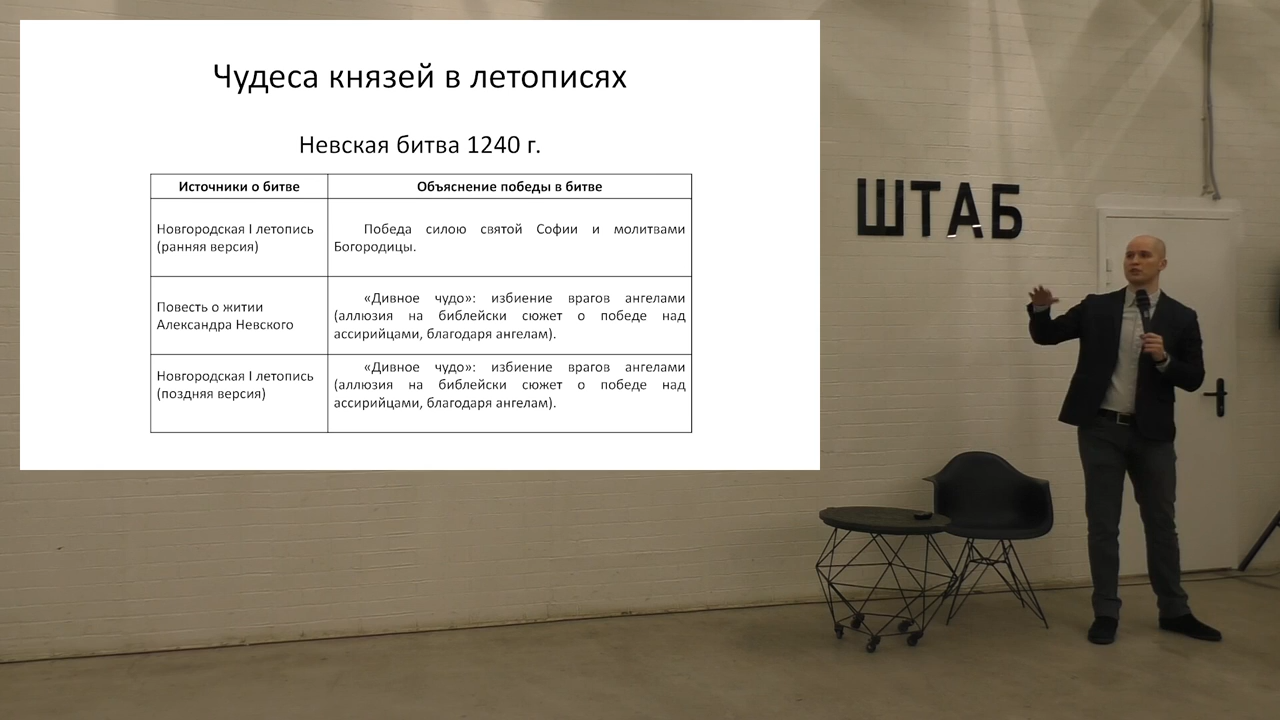 Чудеса князей в летописях
Невская битва 1240 г.
Источники о битве
Объяснение победы в битве
Новгородская I летопись
(ранняя версия)
Победа силою святой Софии и молитвами
Богородицы.
Повесть о житии
Александра Невского
«Дивное чудо»: избиение врагов ангелами
(аллюзия на библейски сюжет о победе над
ассирийцами, благодаря ангелам).
Новгородская I летопись
(поздняя версия)
«Дивное чудо»: избиение врагов ангелами
(аллюзия на библейски сюжет о победе над
ассирийцами, благодаря ангелам).
ШТАБ